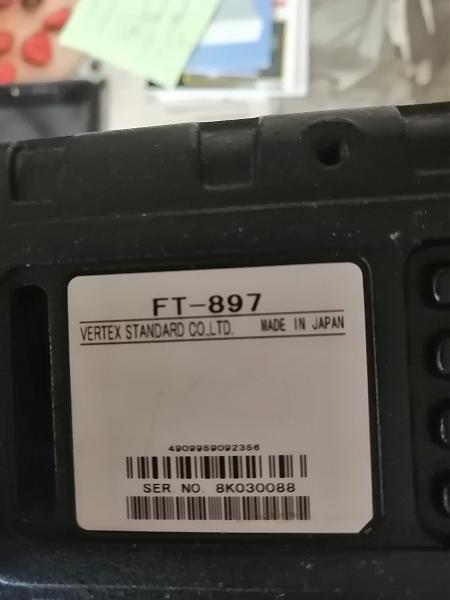 FT-897
VERTEX STANDARD CO.,LTD. MADE IN JAPAN
4909959092356
SER. NO. 8K030088